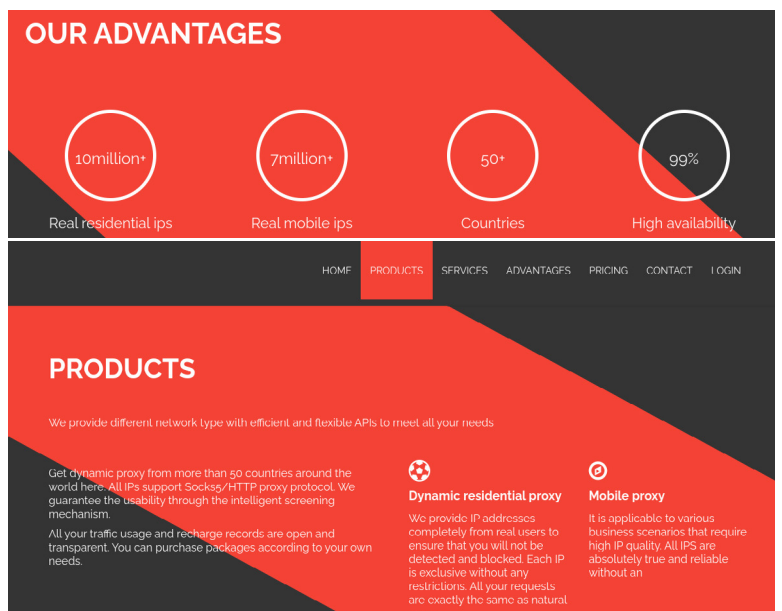 OUR ADVANTAGES
10million+
7million+
50+
99%
Real residential ips
Real mobile ips
Countries
High availability
HOME PRODUCTS SERVICES ADVANTAGES PRICING CONTACT LOGIN
PRODUCTS
We provide different network type with efficient and flexible APIs to meet all your needs
Get dynamic proxy from more than 50 countries around the
world here. All IPs support Socks5/HTTP proxy protocol. We
guarantee the usability through the intelligent screening
mechanism.
All your traffic usage and recharge records are open and
transparent. You can purchase packages according to your own
needs.
Dynamic residential proxy
We provide IP addresses
completely from real users to
ensure that you will not be
detected and blocked. Each IP
is exclusive without any
restrictions. All your requests
are exactly the same as natural
Mobile proxy
It is applicable to various
business scenarios that require
high IP quality. All IPS are
absolutely true and reliable
without an